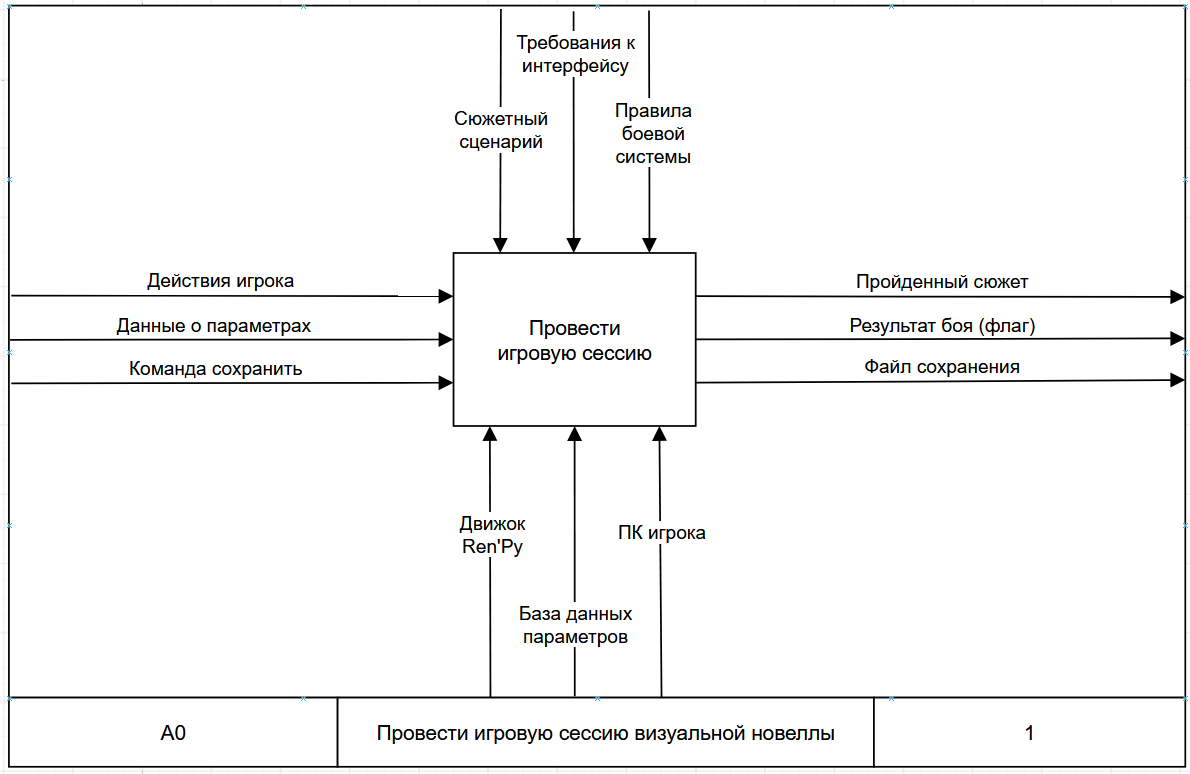 Требования к
интерфейсу
Сюжетный
сценарий
Правила
боевой
системы
Действия игрока
Данные о параметрах
Команда сохранить
Провести
игровую сессию
Пройденный сюжет
Результат боя (флаг)
Файл сохранения
Движок
Ren'Py
ПК игрока
База данных
параметров
A0
Провести игровую сессию визуальной новеллы
1